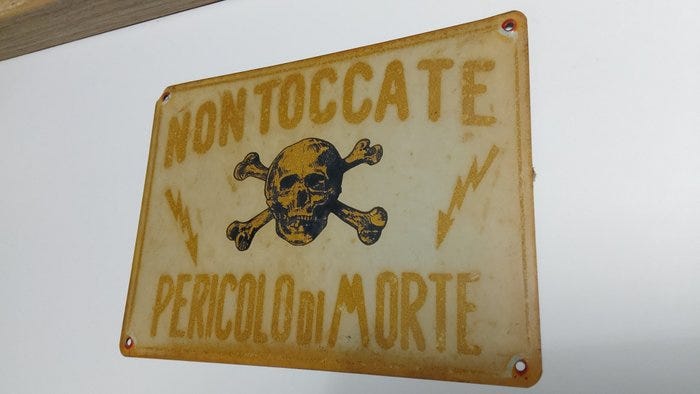 NON TOCCATE
PERICOLO DI MORTE